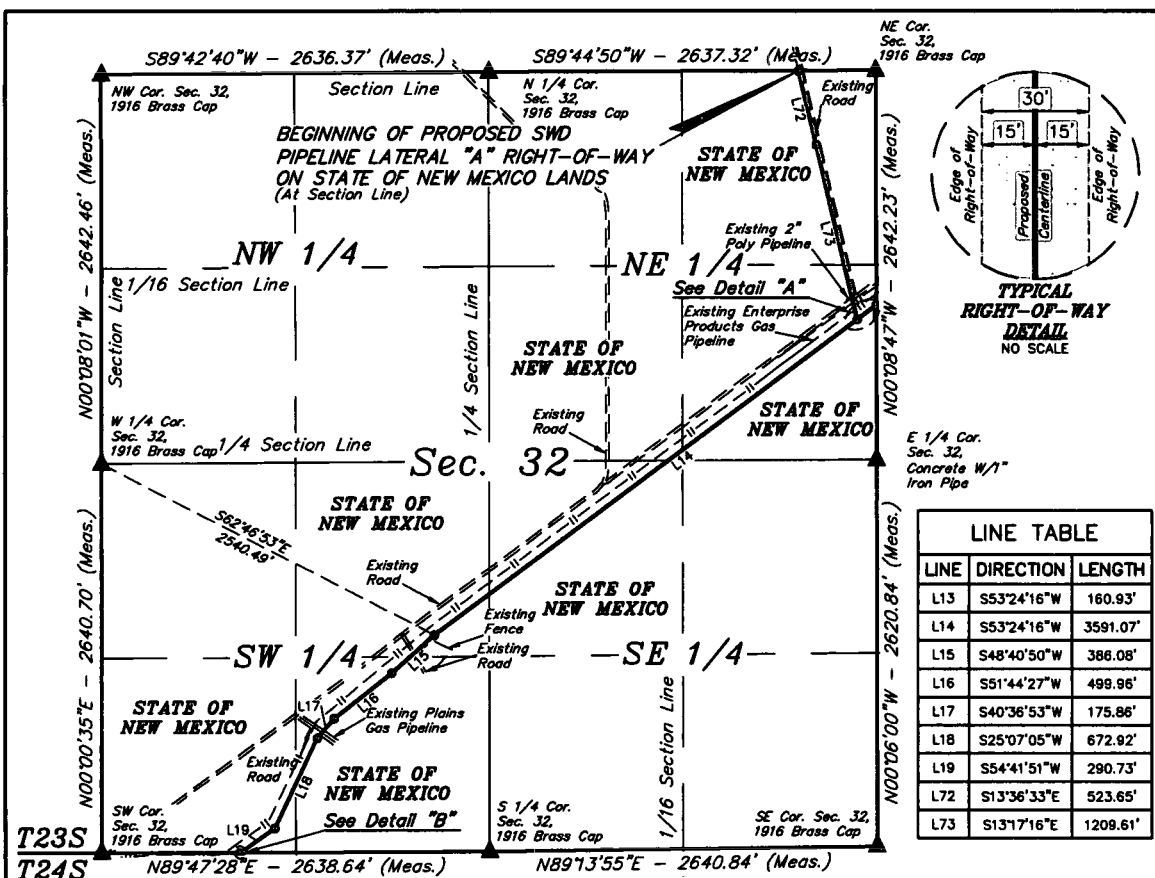 S89°42'40"W - 2636.37' (Meas.)
S89°44'50"W - 2637.32' (Meas.)
NE Cor.
Sec. 32,
1916 Brass Cap
NW Cor. Sec. 32,
1916 Brass Cap
Section Line
N 1/4 Cor.
Sec. 32,
1916 Brass Cap
L72
Existing
Road
BEGINNING OF PROPOSED SWD
PIPELINE LATERAL "A" RIGHT-OF-WAY
ON STATE OF NEW MEXICO LANDS
(At Section Line)
STATE OF
NEW MEXICO
30'
15'
15'
Edge of
Right-of-Way
Proposed
Centerline
Edge of
Right-of-Way
TYPICAL
RIGHT-OF-WAY
DETAIL
NO SCALE
N00°08'01"W - 2642.46' (Meas.)
Section Line
NW 1/4
1/16 Section Line
1/4 Section Line
NE 1/4
L73
Existing 2"
Poly Pipeline
See Detail "A"
Existing Enterprise
Products Gas
Pipeline
N00°08'47"W - 2642.23' (Meas.)
STATE OF
NEW MEXICO
STATE OF
NEW MEXICO
Existing
Road
W 1/4 Cor.
Sec. 32,
1916 Brass Cap
1/4 Section Line
Sec. 32
L14
E 1/4 Cor.
Sec. 32,
Concrete W/1"
Iron Pipe
S62°46'53"E
2540.49'
STATE OF
NEW MEXICO
Existing
Road
STATE OF
NEW MEXICO
Existing
Fence
Existing
Road
L15
N00°00'35"E - 2640.70' (Meas.)
SW 1/4
SE 1/4
1/16 Section Line
N00°06'00"W - 2620.84' (Meas.)
STATE OF
NEW MEXICO
L17
L16
Existing Plains
Gas Pipeline
Existing
Road
L18
STATE OF
NEW MEXICO
L19
See Detail "B"
SW Cor.
Sec. 32,
1916 Brass Cap
S 1/4 Cor.
Sec. 32,
1916 Brass Cap
SE Cor. Sec. 32,
1916 Brass Cap
T23S
T24S
N89°47'28"E - 2638.64' (Meas.)
N89°13'55"E - 2640.84' (Meas.)
LINE TABLE
LINE DIRECTION LENGTH
L13 S53°24'16"W 160.93'
L14 S53°24'16"W 3591.07'
L15 S48°40'50"W 386.08'
L16 S51°44'27"W 499.96'
L17 S40°36'53"W 175.86'
L18 S25°07'05"W 672.92'
L19 S54°41'51"W 290.73'
L72 S13°36'33"E 523.65'
L73 S13°17'16"E 1209.61'